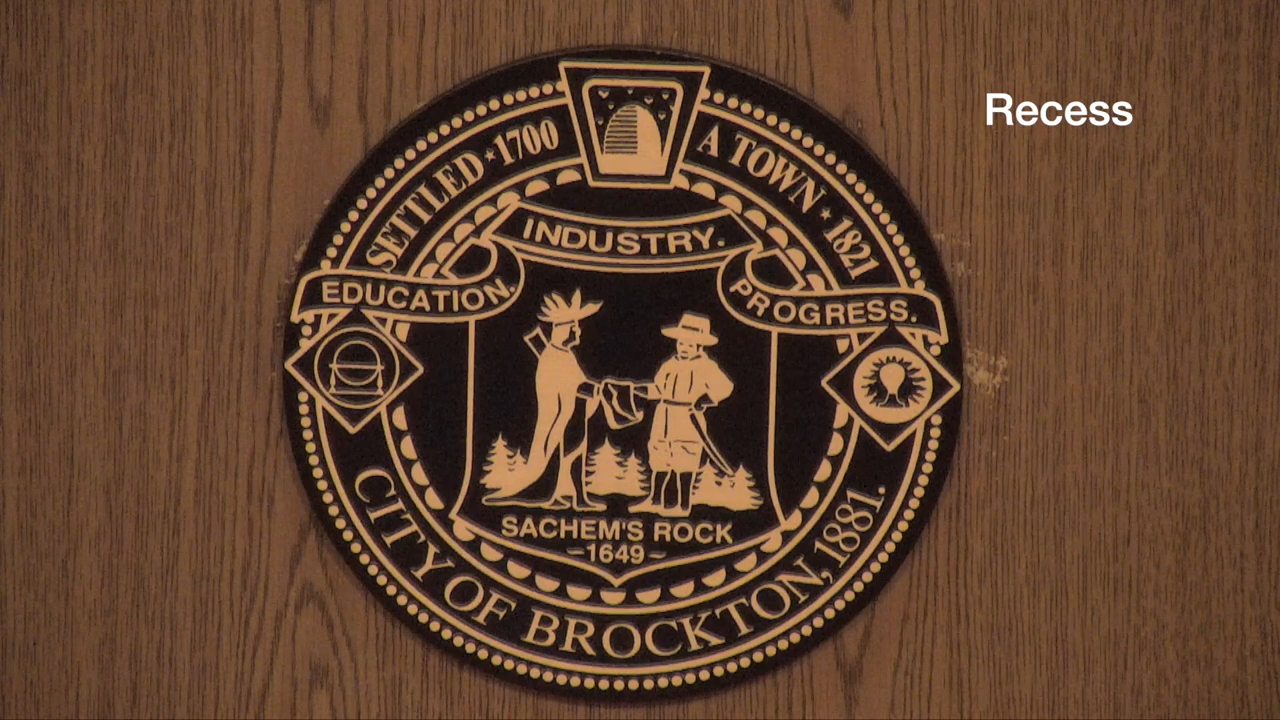 Recess
SETTLED ★ 1700
A TOWN ★ 1821
INDUSTRY.
EDUCATION.
PROGRESS.
SACHEM'S ROCK
~1649~
CITY OF BROCKTON, 1881.